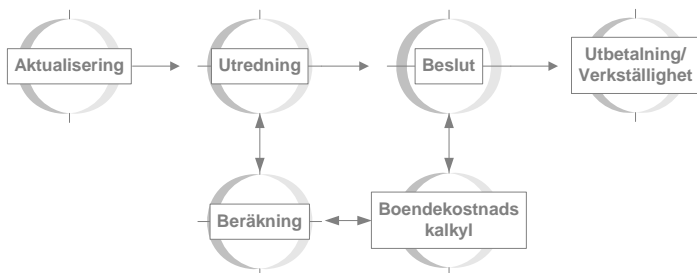 Aktualisering
Utredning
Beslut
Utbetalning/
Verkställighet
Beräkning
Boendekostnads
kalkyl